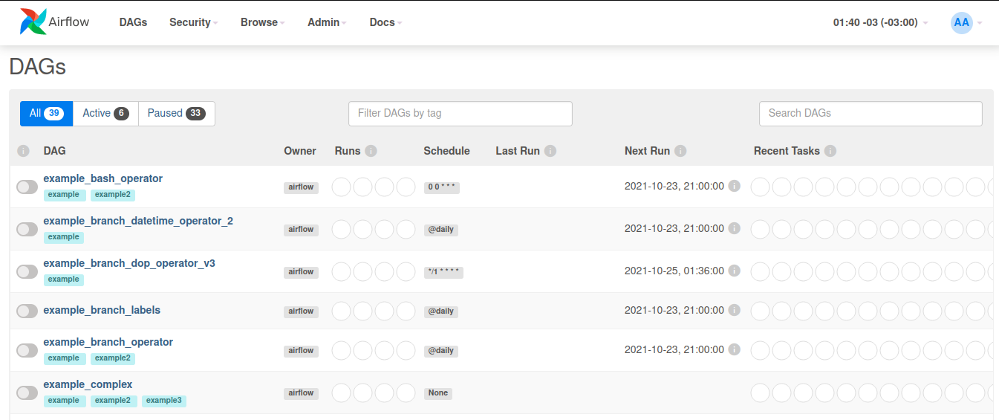 Airflow DAGs Security Browse Admin Docs 01:40 -03 (-03:00) AA
DAGs
All 39 Active 6 Paused 33 Filter DAGs by tag Search DAGs
i DAG Owner Runs i Schedule Last Run i Next Run i Recent Tasks i
example_bash_operator
example example2 airflow 0 0 * * * 2021-10-23, 21:00:00 i
example_branch_datetime_operator_2
example airflow @daily 2021-10-23, 21:00:00 i
example_branch_dop_operator_v3
example airflow */1 * * * * 2021-10-25, 01:36:00 i
example_branch_labels airflow @daily 2021-10-23, 21:00:00 i
example_branch_operator
example example2 airflow @daily 2021-10-23, 21:00:00 i
example_complex
example example2 example3 airflow None